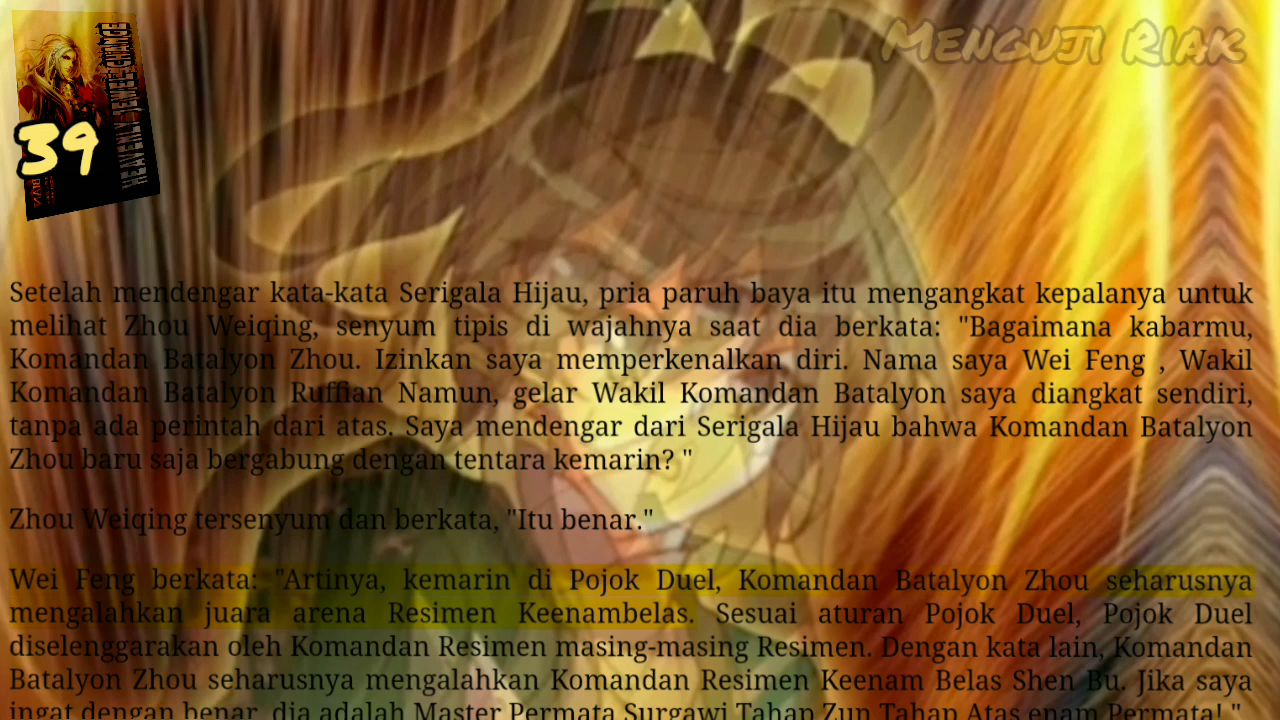 Menguji Riak
HEAVENLY JEWEL CHANGE
39
Setelah mendengar kata-kata Serigala Hijau, pria paruh baya itu mengangkat kepalanya untuk
melihat Zhou Weiqing, senyum tipis di wajahnya saat dia berkata: "Bagaimana kabarmu,
Komandan Batalyon Zhou. Izinkan saya memperkenalkan diri. Nama saya Wei Feng , Wakil
Komandan Batalyon Ruffian Namun, gelar Wakil Komandan Batalyon saya diangkat sendiri,
tanpa ada perintah dari atas. Saya mendengar dari Serigala Hijau bahwa Komandan Batalyon
Zhou baru saja bergabung dengan tentara kemarin? "
Zhou Weiqing tersenyum dan berkata, "Itu benar."
Wei Feng berkata: "Artinya, kemarin di Pojok Duel, Komandan Batalyon Zhou seharusnya
mengalahkan juara arena Resimen Keenambelas. Sesuai aturan Pojok Duel, Pojok Duel
diselenggarakan oleh Komandan Resimen masing-masing Resimen. Dengan kata lain, Komandan
Batalyon Zhou seharusnya mengalahkan Komandan Resimen Keenam Belas Shen Bu. Jika saya
ingat dengan benar, dia adalah Master Permata Surgawi Tahap Zun Tahap Atas enam Permata! "